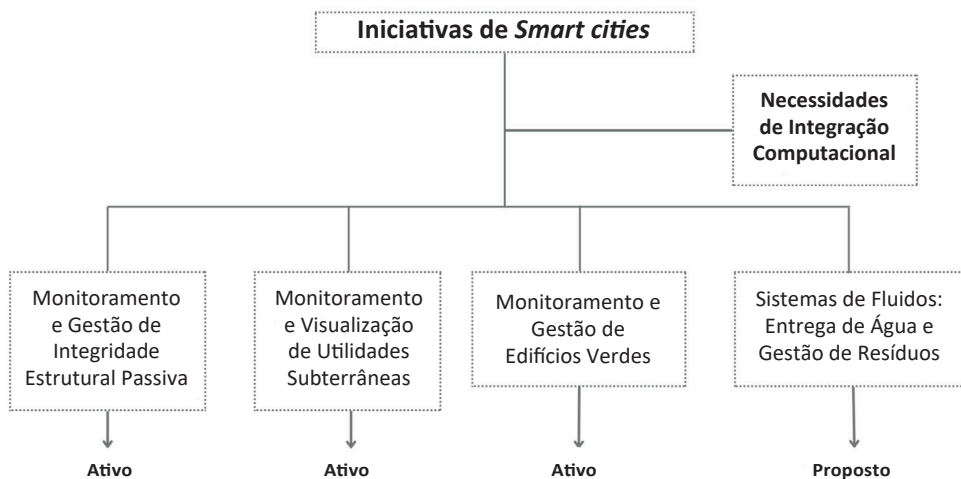 Iniciativas de Smart cities
Necessidades
de Integração
Computacional
Monitoramento
e Gestão de
Integridade
Estrutural Passiva
Monitoramento
e Visualização
de Utilidades
Subterrâneas
Monitoramento e
Gestão de
Edifícios Verdes
Sistemas de Fluidos:
Entrega de Água e
Gestão de Resíduos
Ativo
Ativo
Ativo
Proposto